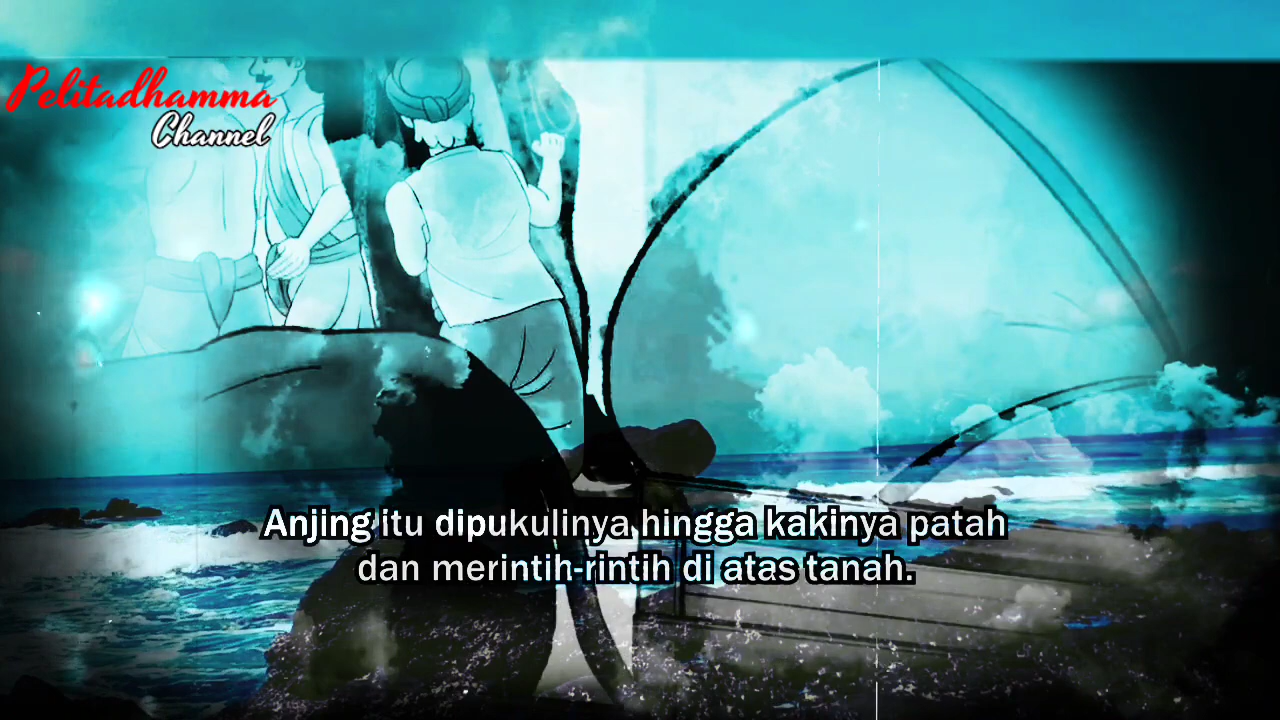 Pelitadhamma
Channel
Anjing itu dipukulinya hingga kakinya patah
dan merintih-rintih di atas tanah.